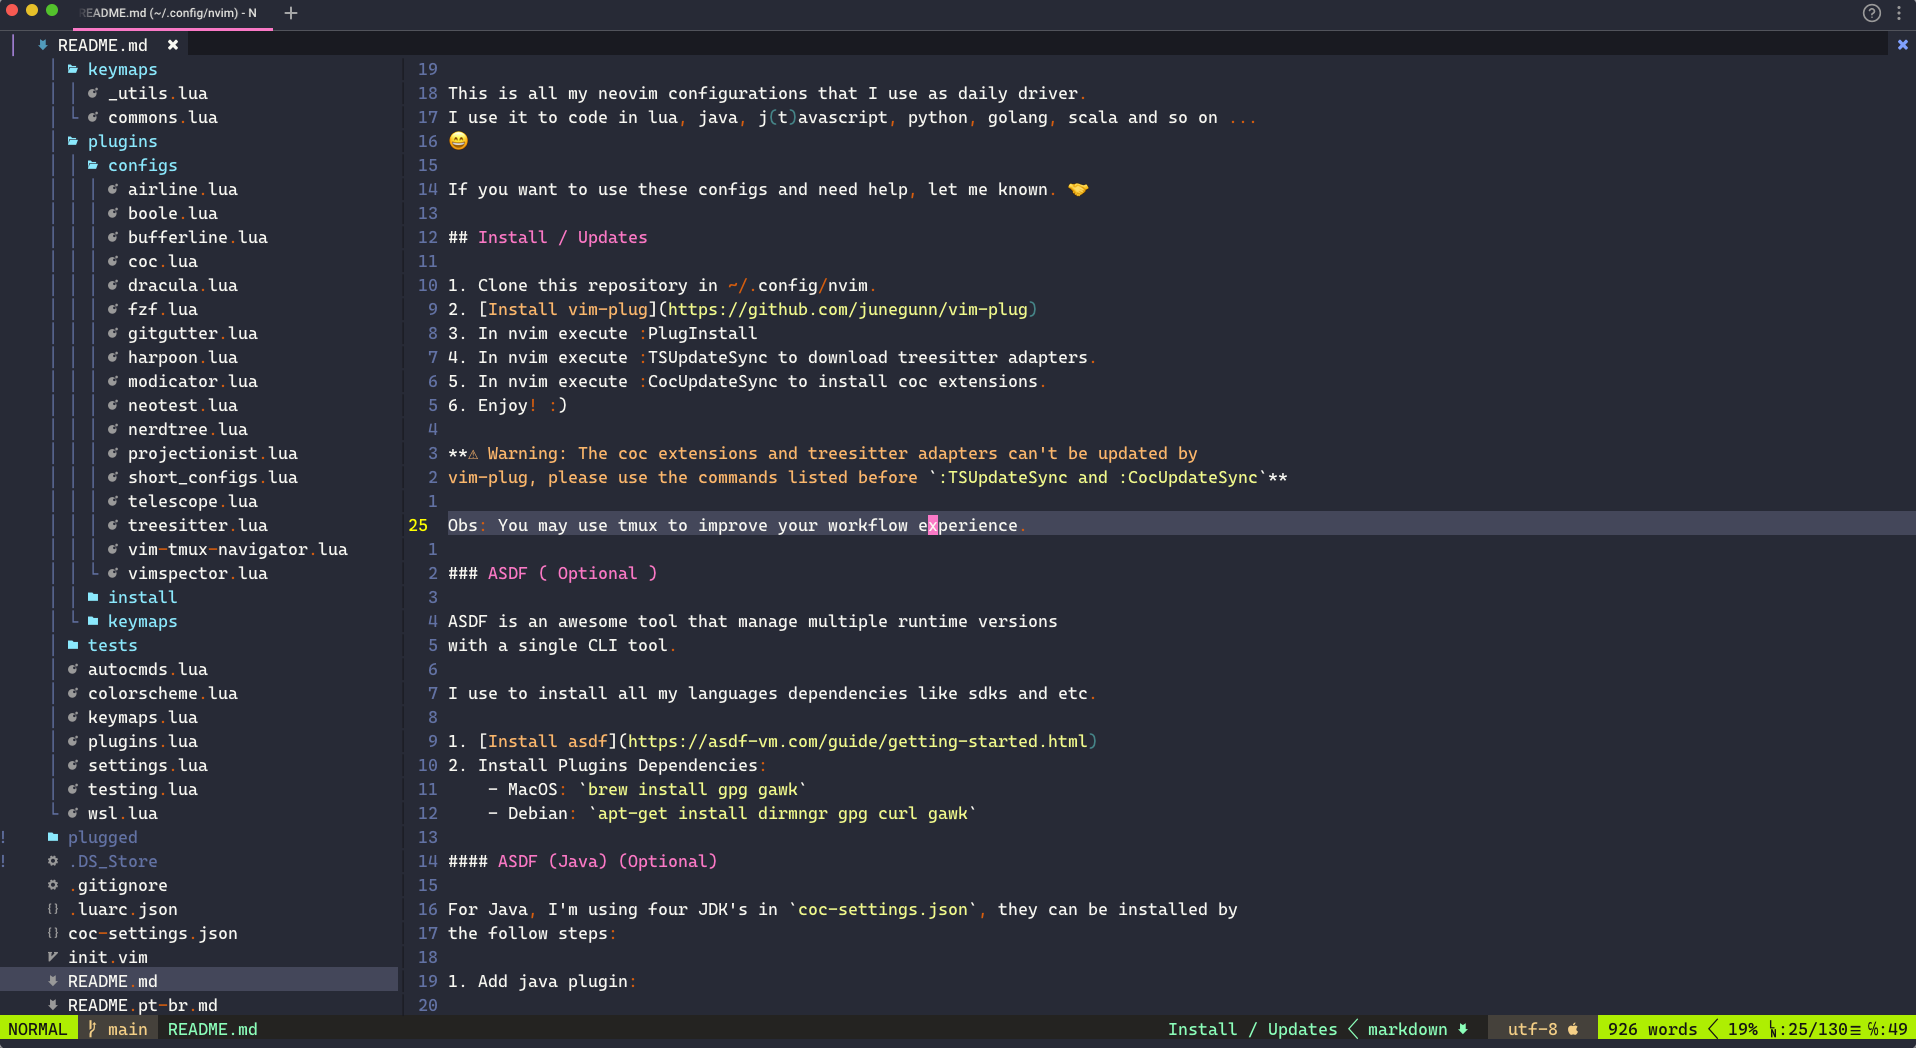 README.md (~/.config/nvim) - N
README.md
keymaps
_utils.lua
commons.lua
plugins
configs
airline.lua
boole.lua
bufferline.lua
coc.lua
dracula.lua
fzf.lua
gitgutter.lua
harpoon.lua
modicator.lua
neotest.lua
nerdtree.lua
projectionist.lua
short_configs.lua
telescope.lua
treesitter.lua
vim-tmux-navigator.lua
vimspector.lua
install
keymaps
tests
autocmds.lua
colorscheme.lua
keymaps.lua
plugins.lua
settings.lua
testing.lua
wsl.lua
! plugged
! .DS_Store
.gitignore
{} .luarc.json
{} coc-settings.json
init.vim
README.md
README.pt-br.md
19
18 This is all my neovim configurations that I use as daily driver.
17 I use it to code in lua, java, j(t)avascript, python, golang, scala and so on ...
16 😄
15
14 If you want to use these configs and need help, let me known. 🤝
13
12 ## Install / Updates
11
10 1. Clone this repository in ~/.config/nvim.
9 2. [Install vim-plug](https://github.com/junegunn/vim-plug)
8 3. In nvim execute :PlugInstall
7 4. In nvim execute :TSUpdateSync to download treesitter adapters.
6 5. In nvim execute :CocUpdateSync to install coc extensions.
5 6. Enjoy! :)
4
3 **⚠ Warning: The coc extensions and treesitter adapters can't be updated by
2 vim-plug, please use the commands listed before `:TSUpdateSync and :CocUpdateSync`**
1
25 Obs: You may use tmux to improve your workflow experience.
1
2 ### ASDF ( Optional )
3
4 ASDF is an awesome tool that manage multiple runtime versions
5 with a single CLI tool.
6
7 I use to install all my languages dependencies like sdks and etc.
8
9 1. [Install asdf](https://asdf-vm.com/guide/getting-started.html)
10 2. Install Plugins Dependencies:
11 - MacOS: `brew install gpg gawk`
12 - Debian: `apt-get install dirmngr gpg curl gawk`
13
14 #### ASDF (Java) (Optional)
15
16 For Java, I'm using four JDK's in `coc-settings.json`, they can be installed by
17 the follow steps:
18
19 1. Add java plugin:
20
NORMAL main README.md Install / Updates markdown utf-8 926 words 19% :25/130≡ ℅:49